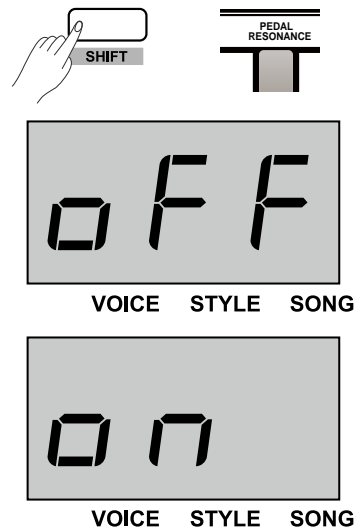 SHIFT
PEDAL
RESONANCE
oFF
VOICE STYLE SONG
on
VOICE STYLE SONG